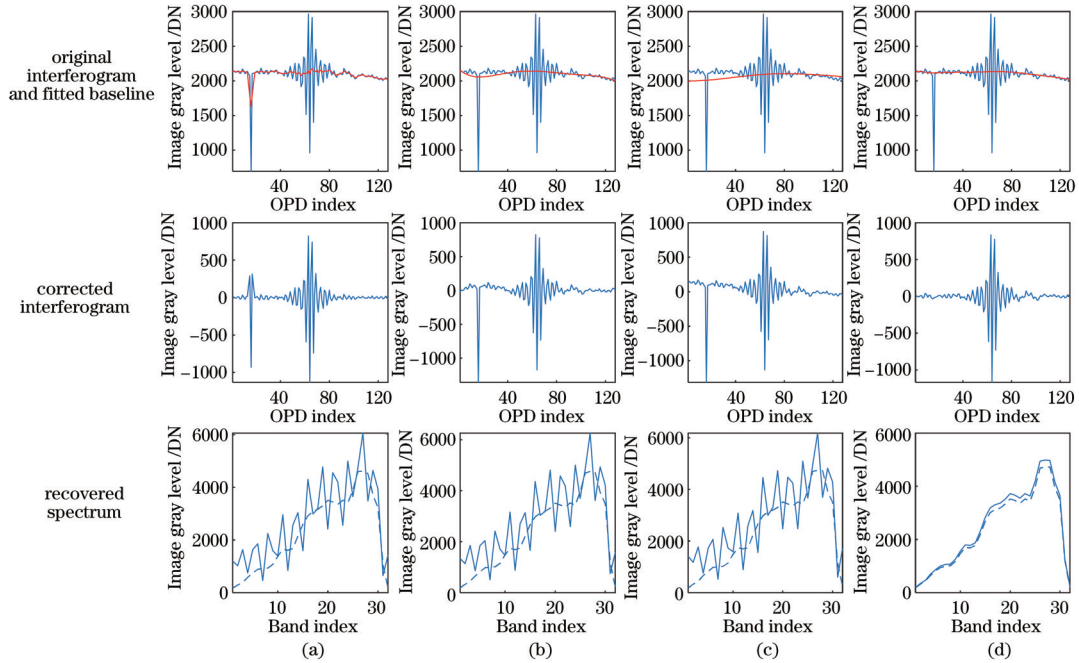 original
interferogram
and fitted baseline
Image gray level /DN
3000
2500
2000
1500
1000
40
80
120
OPD index
Image gray level /DN
3000
2500
2000
1500
1000
40
80
120
OPD index
Image gray level /DN
3000
2500
2000
1500
1000
40
80
120
OPD index
Image gray level /DN
3000
2500
2000
1500
1000
40
80
120
OPD index
corrected
interferogram
Image gray level /DN
1000
500
0
−500
−1000
40
80
120
OPD index
Image gray level /DN
1000
500
0
−500
−1000
40
80
120
OPD index
Image gray level /DN
1000
500
0
−500
−1000
40
80
120
OPD index
Image gray level /DN
1000
500
0
−500
−1000
40
80
120
OPD index
recovered
spectrum
Image gray level /DN
6000
4000
2000
0
10
20
30
Band index
(a)
Image gray level /DN
6000
4000
2000
0
10
20
30
Band index
(b)
Image gray level /DN
6000
4000
2000
0
10
20
30
Band index
(c)
Image gray level /DN
6000
4000
2000
0
10
20
30
Band index
(d)